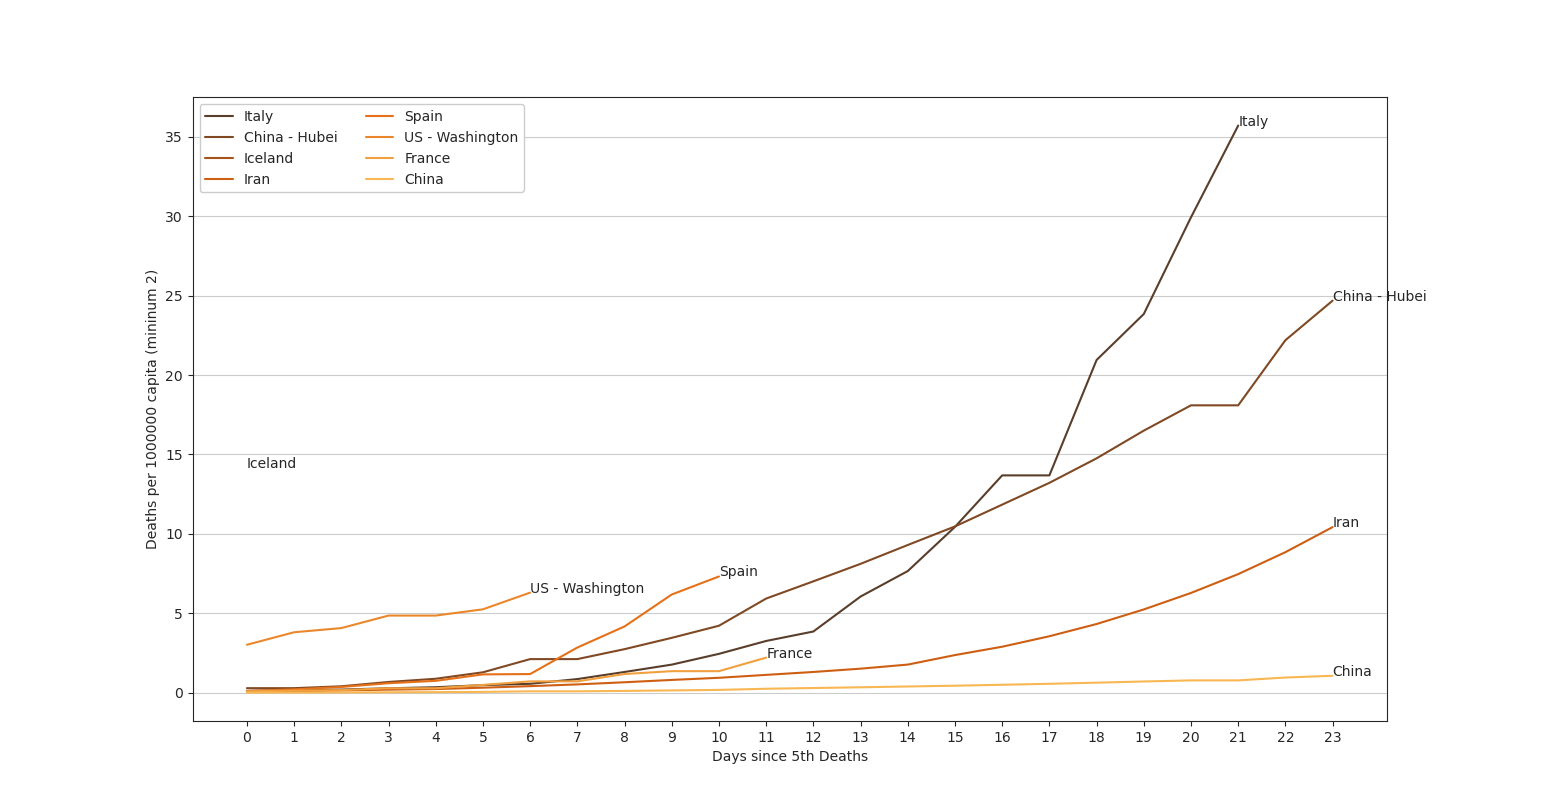 Italy
China - Hubei
Iceland
Iran
Spain
US - Washington
France
China
Deaths per 1000000 capita (mininum 2)
35
30
25
20
15
10
5
0
Italy
China - Hubei
Iceland
Iran
Spain
US - Washington
France
China
0 1 2 3 4 5 6 7 8 9 10 11 12 13 14 15 16 17 18 19 20 21 22 23
Days since 5th Deaths